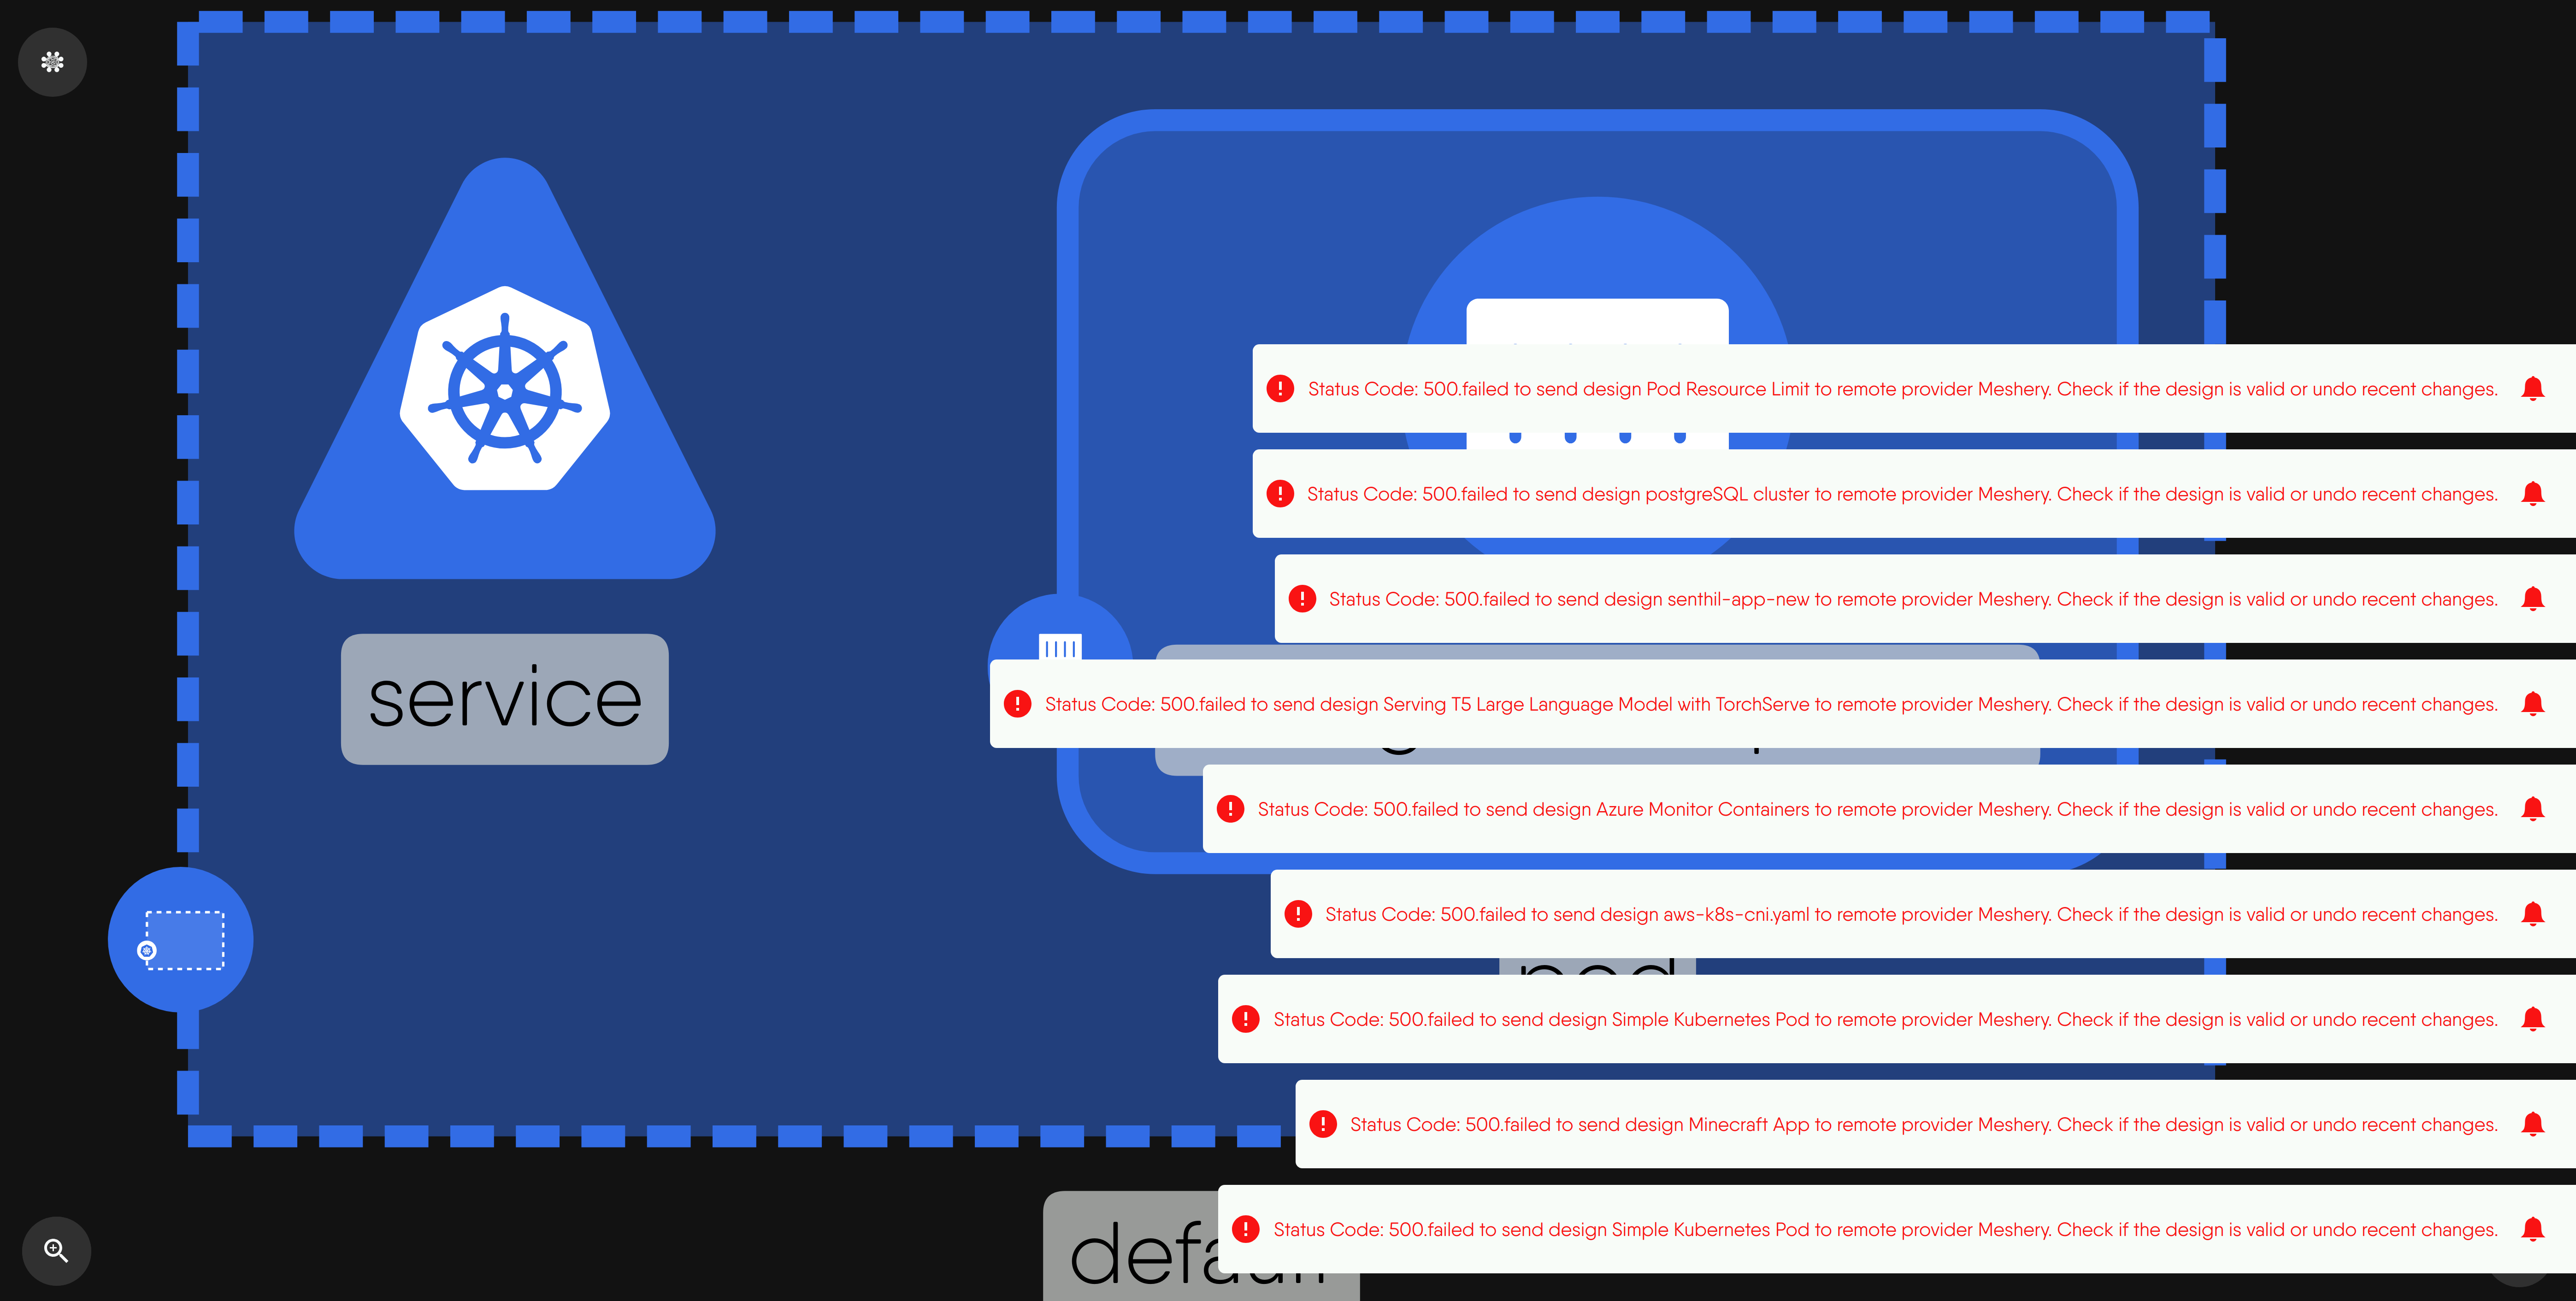 Status Code: 500.failed to send design Pod Resource Limit to remote provider Meshery. Check if the design is valid or undo recent changes.
Status Code: 500.failed to send design postgreSQL cluster to remote provider Meshery. Check if the design is valid or undo recent changes.
Status Code: 500.failed to send design senthil-app-new to remote provider Meshery. Check if the design is valid or undo recent changes.
service
Status Code: 500.failed to send design Serving T5 Large Language Model with TorchServe to remote provider Meshery. Check if the design is valid or undo recent changes.
Status Code: 500.failed to send design Azure Monitor Containers to remote provider Meshery. Check if the design is valid or undo recent changes.
Status Code: 500.failed to send design aws-k8s-cni.yaml to remote provider Meshery. Check if the design is valid or undo recent changes.
pod
Status Code: 500.failed to send design Simple Kubernetes Pod to remote provider Meshery. Check if the design is valid or undo recent changes.
Status Code: 500.failed to send design Minecraft App to remote provider Meshery. Check if the design is valid or undo recent changes.
Status Code: 500.failed to send design Simple Kubernetes Pod to remote provider Meshery. Check if the design is valid or undo recent changes.
default